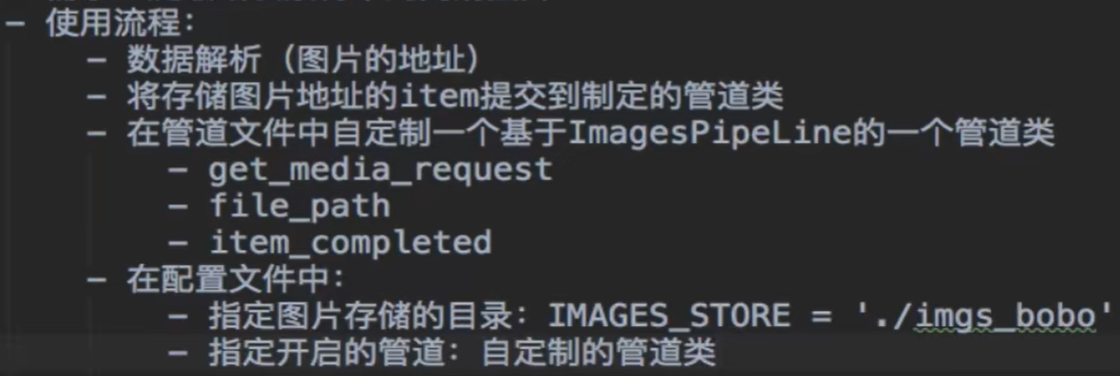 - 使用流程:
- 数据解析（图片的地址）
- 将存储图片地址的item提交到制定的管道类
- 在管道文件中自定制一个基于ImagesPipeLine的一个管道类
- get_media_request
- file_path
- item_completed
- 在配置文件中:
- 指定图片存储的目录: IMAGES_STORE = './imgs_bobo'
- 指定开启的管道: 自定制的管道类